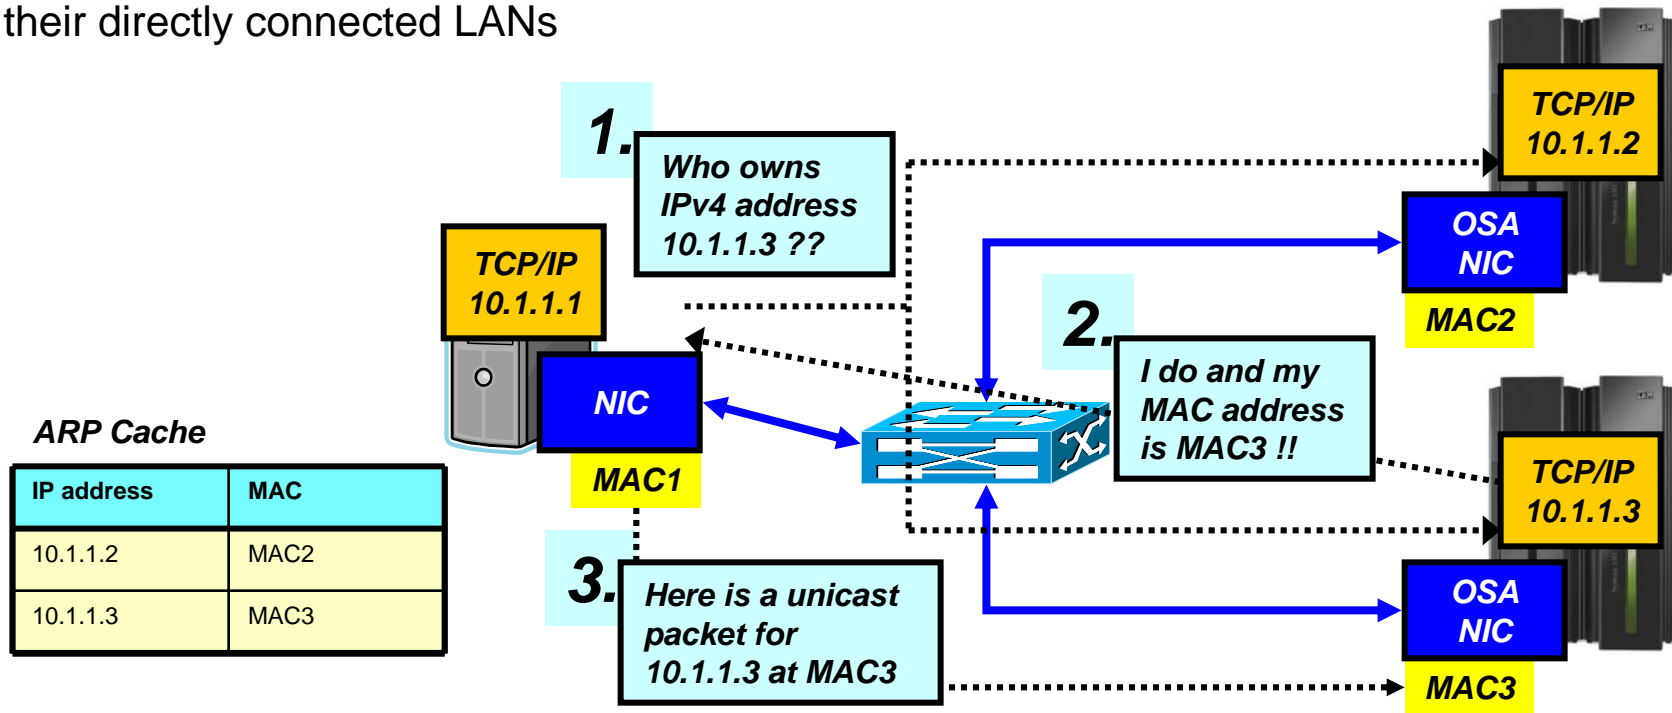 their directly connected LANs
1.
Who owns
IPv4 address
10.1.1.3 ??
TCP/IP
10.1.1.2
OSA
NIC
MAC2
TCP/IP
10.1.1.1
NIC
MAC1
2.
I do and my
MAC address
is MAC3 !!
TCP/IP
10.1.1.3
OSA
NIC
MAC3
3.
Here is a unicast
packet for
10.1.1.3 at MAC3
ARP Cache
IP address MAC
10.1.1.2 MAC2
10.1.1.3 MAC3